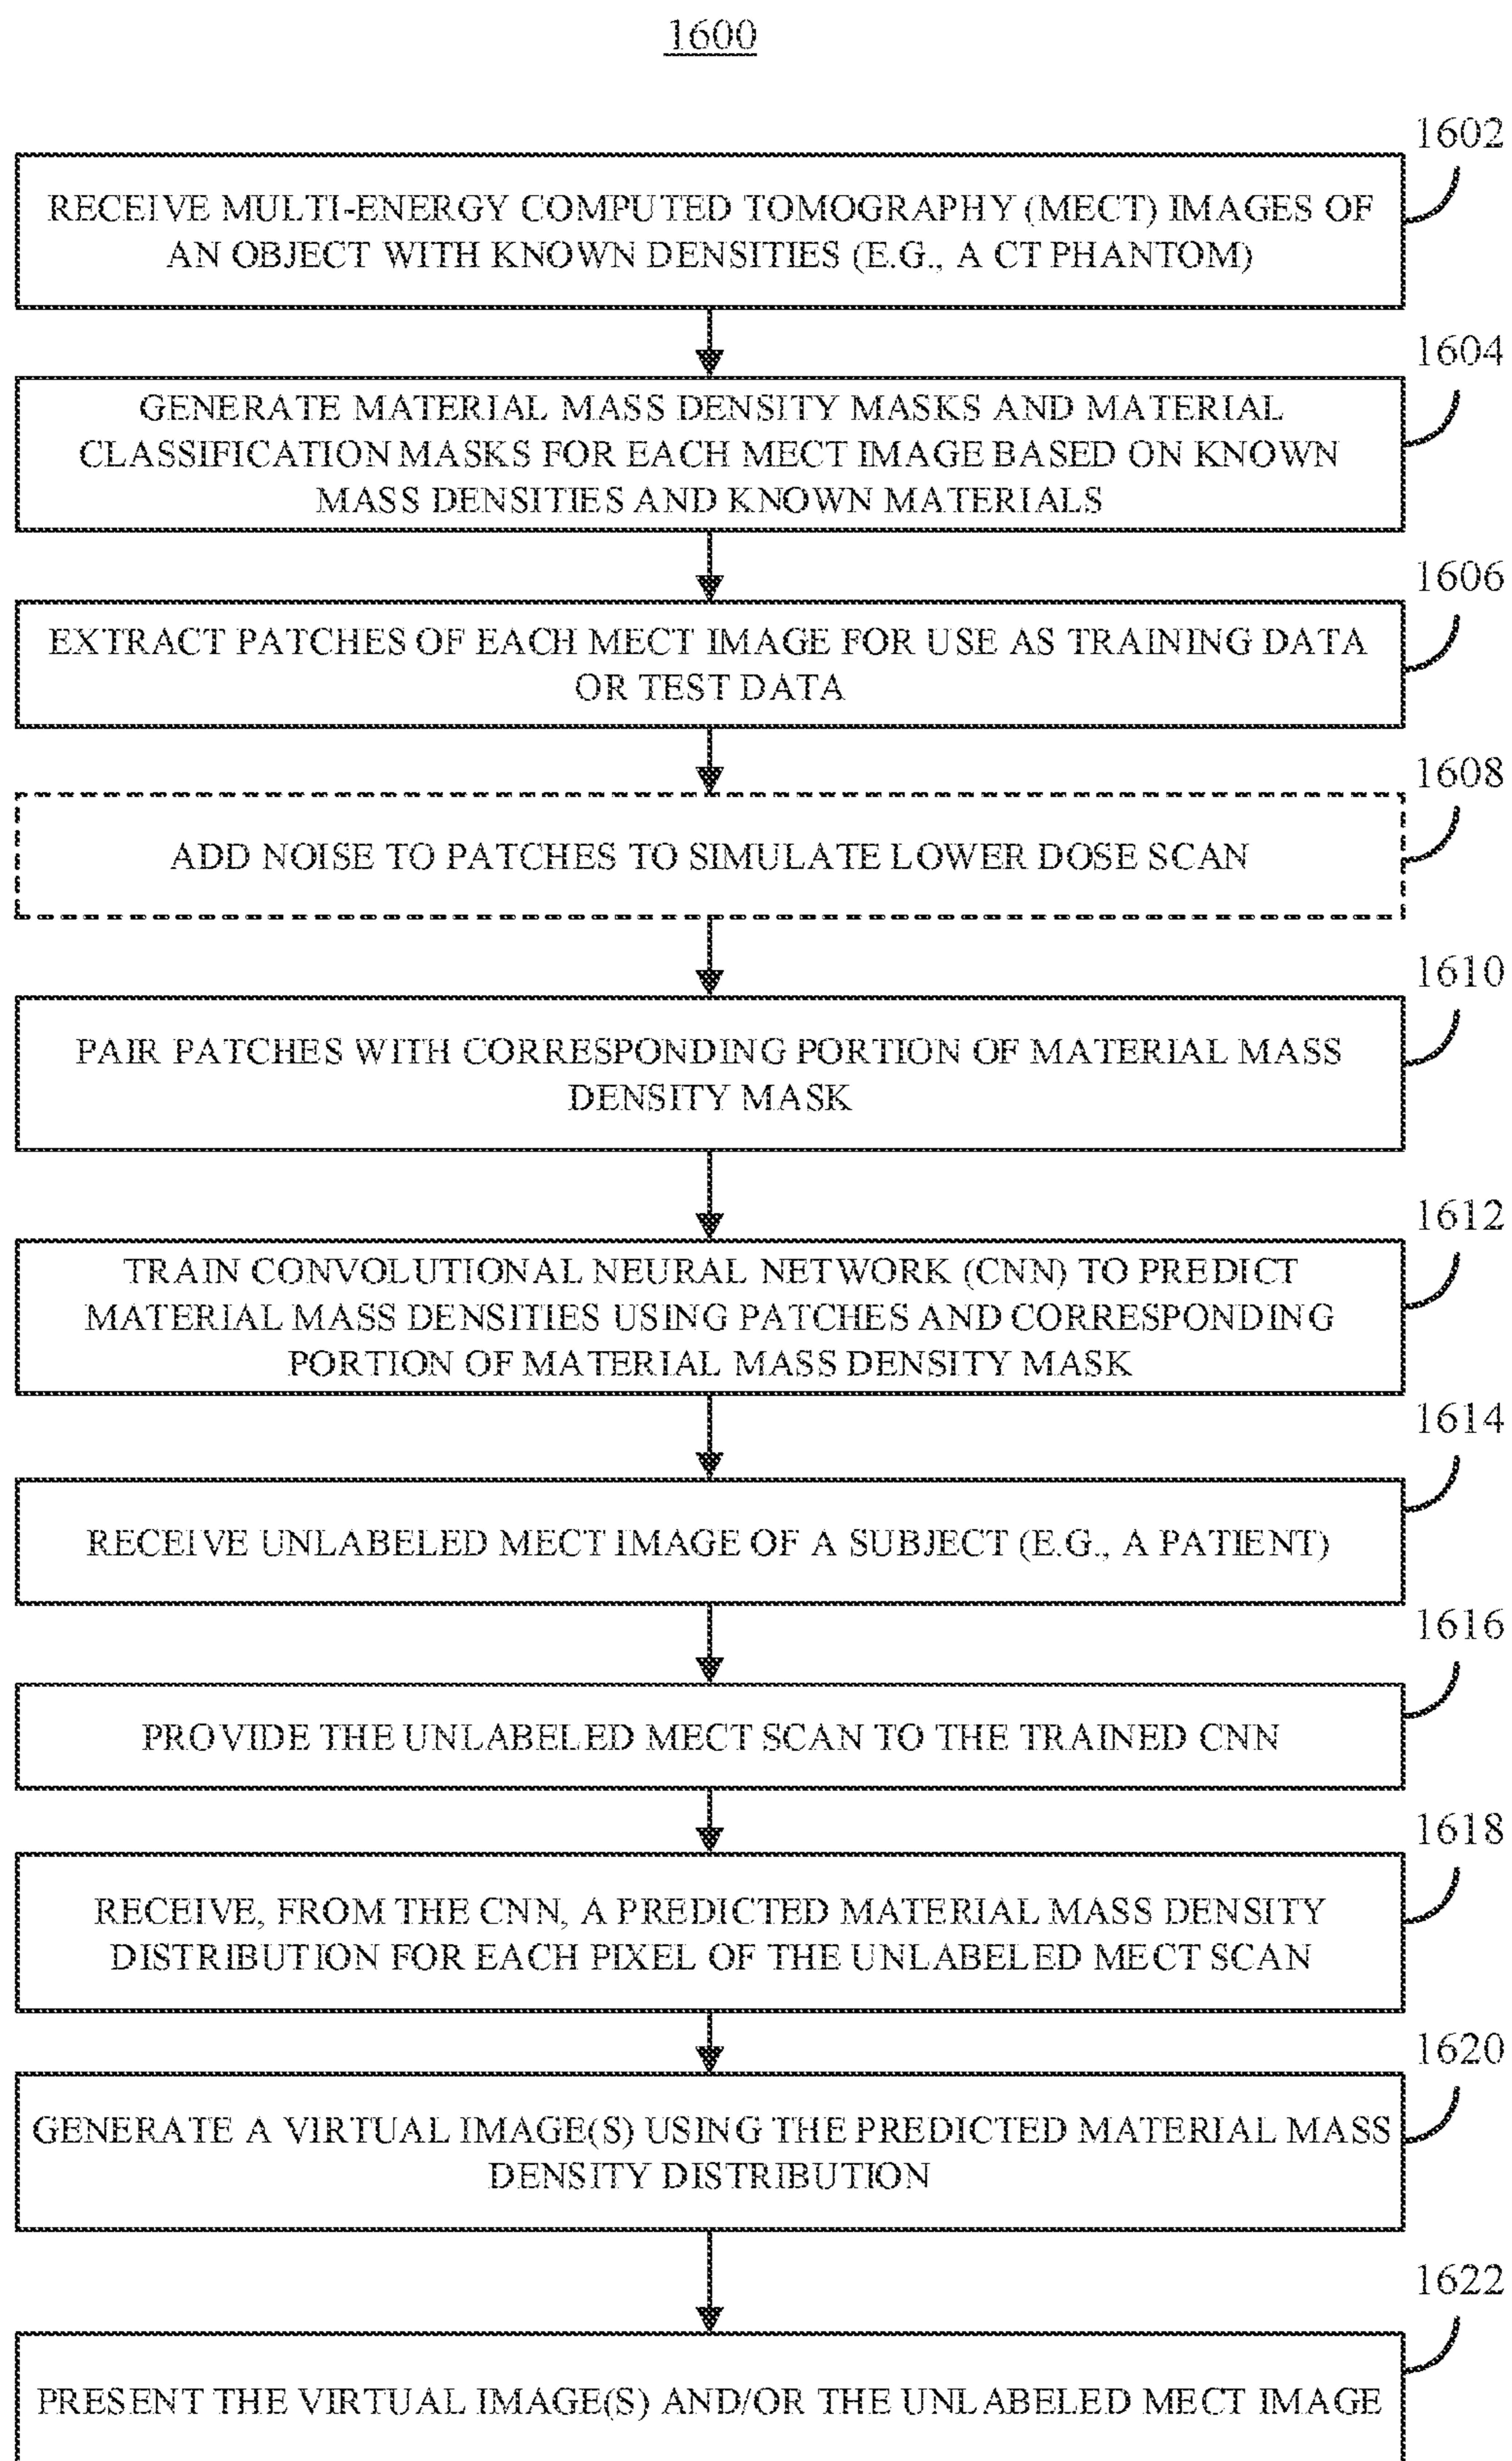 1600
1602
RECEIVE MULTI-ENERGY COMPUTED TOMOGRAPHY (MECT) IMAGES OF
AN OBJECT WITH KNOWN DENSITIES (E.G., A CT PHANTOM)
1604
GENERATE MATERIAL MASS DENSITY MASKS AND MATERIAL
CLASSIFICATION MASKS FOR EACH MECT IMAGE BASED ON KNOWN
MASS DENSITIES AND KNOWN MATERIALS
1606
EXTRACT PATCHES OF EACH MECT IMAGE FOR USE AS TRAINING DATA
OR TEST DATA
1608
ADD NOISE TO PATCHES TO SIMULATE LOWER DOSE SCAN
1610
PAIR PATCHES WITH CORRESPONDING PORTION OF MATERIAL MASS
DENSITY MASK
1612
TRAIN CONVOLUTIONAL NEURAL NETWORK (CNN) TO PREDICT
MATERIAL MASS DENSITIES USING PATCHES AND CORRESPONDING
PORTION OF MATERIAL MASS DENSITY MASK
1614
RECEIVE UNLABELED MECT IMAGE OF A SUBJECT (E.G., A PATIENT)
1616
PROVIDE THE UNLABELED MECT SCAN TO THE TRAINED CNN
1618
RECEIVE, FROM THE CNN, A PREDICTED MATERIAL MASS DENSITY
DISTRIBUTION FOR EACH PIXEL OF THE UNLABELED MECT SCAN
1620
GENERATE A VIRTUAL IMAGE(S) USING THE PREDICTED MATERIAL MASS
DENSITY DISTRIBUTION
1622
PRESENT THE VIRTUAL IMAGE(S) AND/OR THE UNLABELED MECT IMAGE